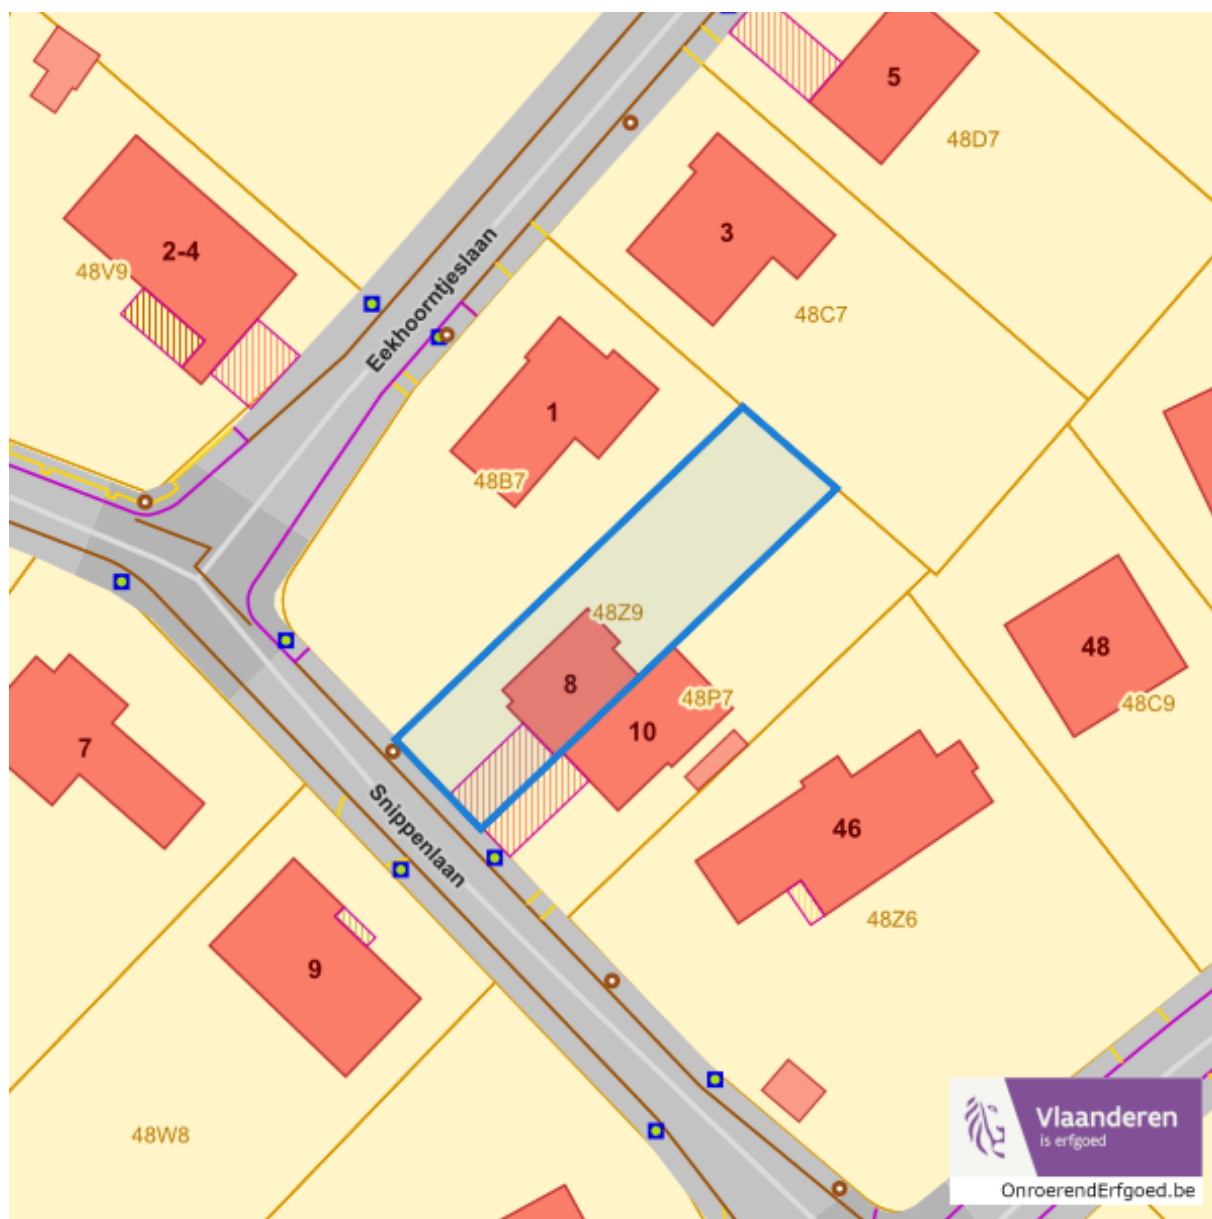 5
48D7
3
2-4
48V9
Eekhoorntjeslaan
48C7
1
48B7
48Z9
48
8
48P7
48C9
10
7
Snippenlaan
46
48Z6
9
48W8
Vlaanderen
is erfgoed
OnroerendErfgoed.be